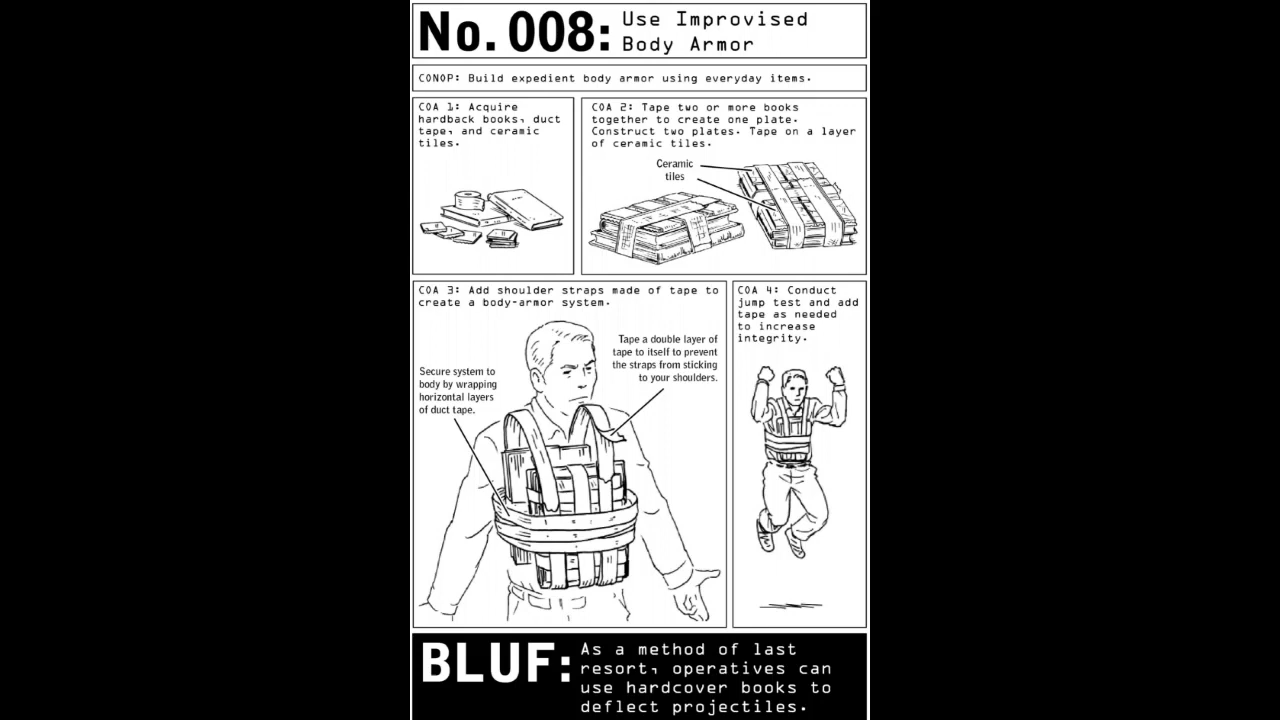 No. 008:
Use Improvised
Body Armor
CONOP: Build expedient body armor using everyday items.
COA 1: Acquire
hardback books, duct
tape, and ceramic
tiles.
COA 2: Tape two or more books
together to create one plate.
Construct two plates. Tape on a layer
of ceramic tiles.
Ceramic
tiles
COA 3: Add shoulder straps made of tape to
create a body-armor system.
Tape a double layer of
tape to itself to prevent
the straps from sticking
to your shoulders.
Secure system to
body by wrapping
horizontal layers
of duct tape.
COA 4: Conduct
jump test and add
tape as needed
to increase
integrity.
BLUF:
As a method of last
resort, operatives can
use hardcover books to
deflect projectiles.